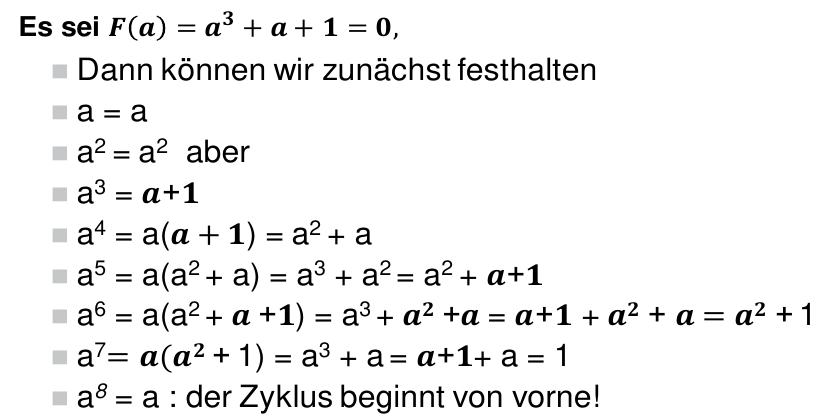 Es sei F(a) = a³ + a + 1 = 0,
Dann können wir zunächst festhalten
a = a
a² = a² aber
a³ = a+1
a⁴ = a(a + 1) = a² + a
a⁵ = a(a² + a) = a³ + a² = a² + a+1
a⁶ = a(a² + a +1) = a³ + a² +a = a+1 + a² + a = a² + 1
a⁷= a(a² + 1) = a³ + a = a+1+ a = 1
a⁸ = a : der Zyklus beginnt von vorne!